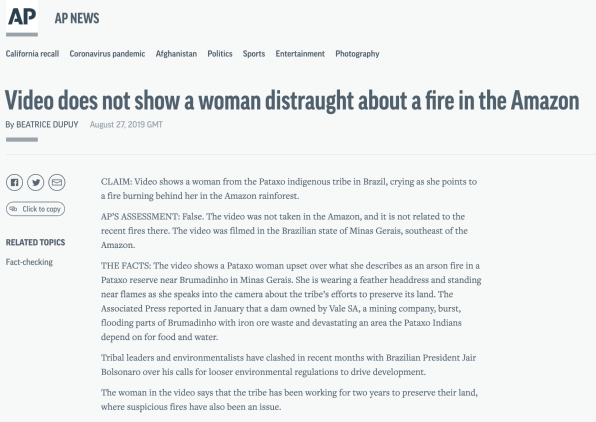 AP AP NEWS
California recall Coronavirus pandemic Afghanistan Politics Sports Entertainment Photography
Video does not show a woman distraught about a fire in the Amazon
By BEATRICE DUPUY August 27, 2019 GMT
Click to copy
RELATED TOPICS
Fact-checking
CLAIM: Video shows a woman from the Pataxo indigenous tribe in Brazil, crying as she points to
a fire burning behind her in the Amazon rainforest.
AP'S ASSESSMENT: False. The video was not taken in the Amazon, and it is not related to the
recent fires there. The video was filmed in the Brazilian state of Minas Gerais, southeast of the
Amazon.
THE FACTS: The video shows a Pataxo woman upset over what she describes as an arson fire in a
Pataxo reserve near Brumadinho in Minas Gerais. She is wearing a feather headdress and standing
near flames as she speaks into the camera about the tribe's efforts to preserve its land. The
Associated Press reported in January that a dam owned by Vale SA, a mining company, burst,
flooding parts of Brumadinho with iron ore waste and devastating an area the Pataxo Indians
depend on for food and water.
Tribal leaders and environmentalists have clashed in recent months with Brazilian President Jair
Bolsonaro over his calls for looser environmental regulations to drive development.
The woman in the video says that the tribe has been working for two years to preserve their land,
where suspicious fires have also been an issue.